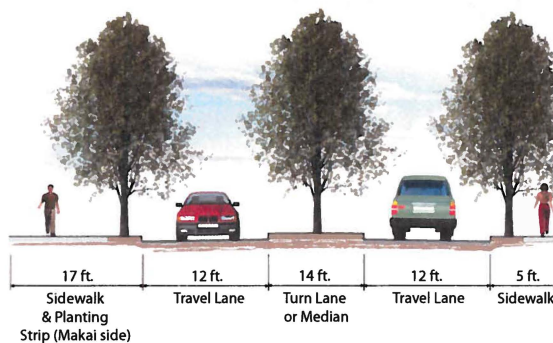 17 ft.
12 ft.
14 ft.
12 ft.
5 ft.
Sidewalk
& Planting
Strip (Makai side)
Travel Lane
Turn Lane
or Median
Travel Lane
Sidewalk